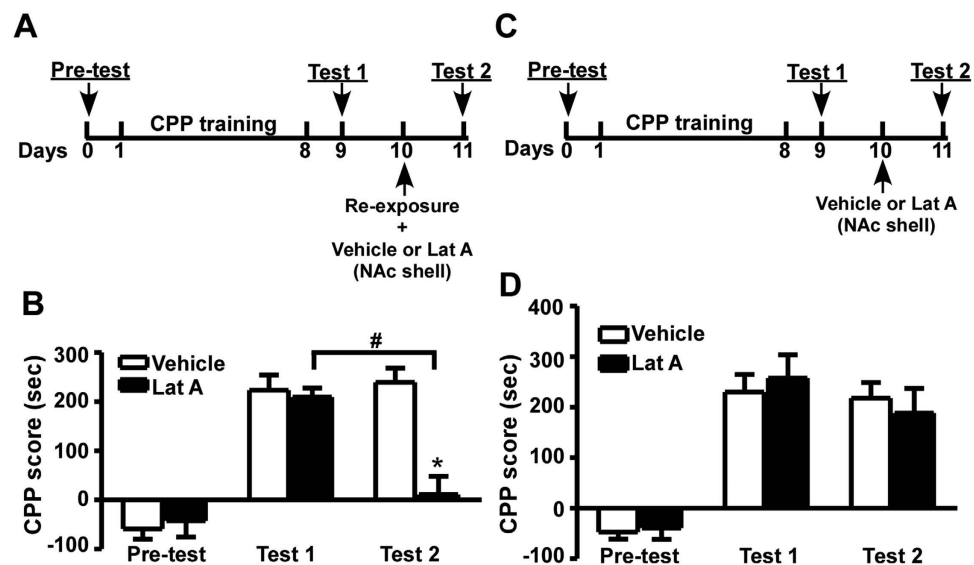 A
Pre-test
Test 1
Test 2
CPP training
Days 0 1 8 9 10 11
Re-exposure
+
Vehicle or Lat A
(NAc shell)
C
Pre-test
Test 1
Test 2
CPP training
Days 0 1 8 9 10 11
Vehicle or Lat A
(NAc shell)
B
CPP score (sec)
300
200
100
0
-100
Vehicle
Lat A
#
*
Pre-test Test 1 Test 2
D
CPP score (sec)
400
300
200
100
0
-100
Vehicle
Lat A
Pre-test Test 1 Test 2